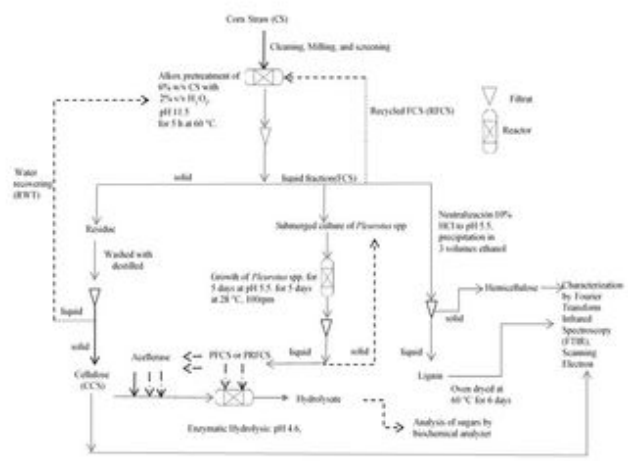 Corn Straw (CS)
Cleaning, Milling, and screening
Alkox pretreatment of
6% w/v CS with
2% v/v H2O2,
pH 11.5
for 5 h at 60 °C.
Recycled FCS (RFCS)
Filtrat
Reactor
Water
recovering
(RWT)
solid
liquid fraction(FCS)
Residue
Washed with
destilled
liquid
solid
Cellulose
(CCS)
Submerged culture of Pleurotus spp
Growth of Pleurotus spp. for
5 days at pH 5.5. for 5 days
at 28 °C, 100rpm
liquid
solid
Neutralización 10%
HCl to pH 5.5,
precipitation in
3 volumes ethanol
Hemicellulose
solid
liquid
Lignin
Oven dryed at
60 °C for 6 days
Characterization
by Fourier
Transform
Infrared
Spectroscopy
(FTIR),
Scanning
Electron
Acellerase
PFCS or PRFCS
Hydrolysate
Enzymatic Hydrolysis: pH 4.6,
Analysis of sugars by
biochemical analyzer